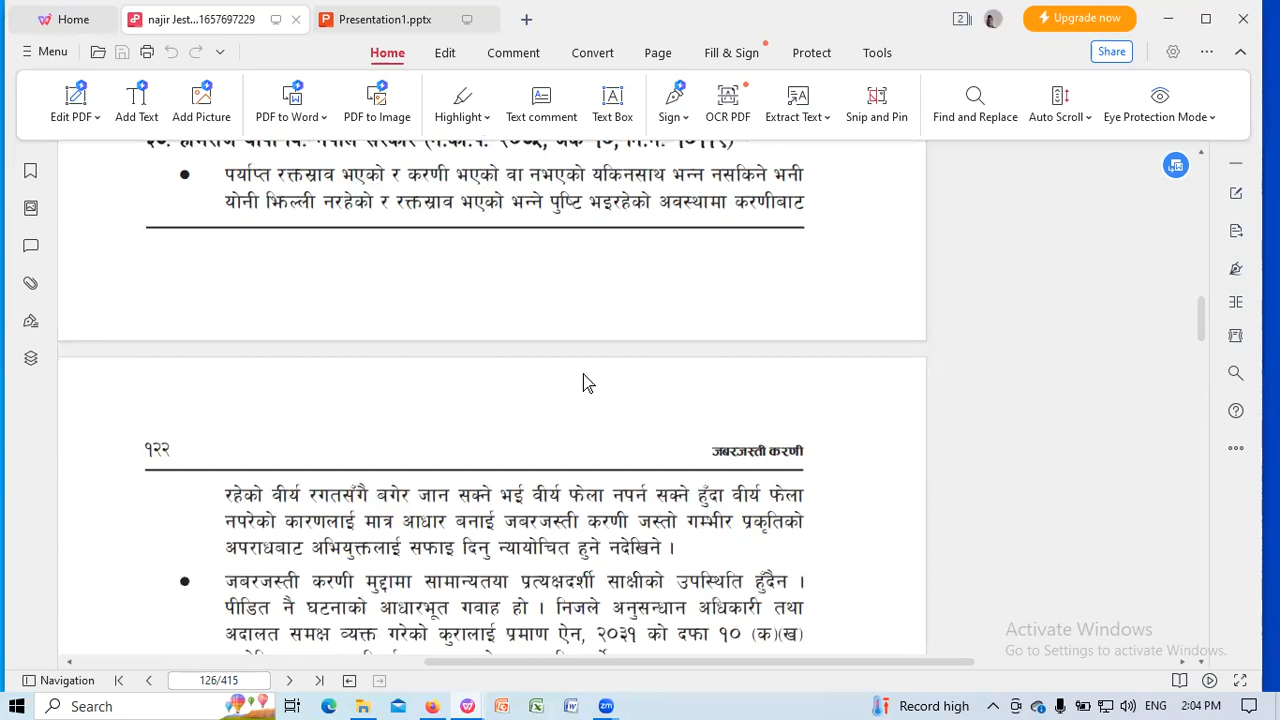 Home
najir Jest...1657697229
Presentation1.pptx
2
Upgrade now
Menu
Home
Edit
Comment
Convert
Page
Fill & Sign
Protect
Tools
Share
Edit PDF
Add Text
Add Picture
PDF to Word
PDF to Image
Highlight
Text comment
Text Box
Sign
OCR PDF
Extract Text
Snip and Pin
Find and Replace
Auto Scroll
Eye Protection Mode
पर्याप्त रक्तस्राव भएको र करणी भएको वा नभएको यकिनसाथ भन्न नसकिने भनी
योनी झिल्ली नरहेको र रक्तस्राव भएको भन्ने पुष्टि भइरहेको अवस्थामा करणीबाट
१२२
जबरजस्ती करणी
रहेको वीर्य रगतसँगै बगेर जान सक्ने भई वीर्य फेला नपर्न सक्ने हुँदा वीर्य फेला
नपरेको कारणलाई मात्र आधार बनाई जबरजस्ती करणी जस्तो गम्भीर प्रकृतिको
अपराधबाट अभियुक्तलाई सफाइ दिनु न्यायोचित हुने नदेखिने ।
जबरजस्ती करणी मुद्दामा सामान्यतया प्रत्यक्षदर्शी साक्षीको उपस्थिति हुँदैन ।
पीडित नै घटनाको आधारभूत गवाह हो । निजले अनुसन्धान अधिकारी तथा
अदालत समक्ष व्यक्त गरेको कुरालाई प्रमाण ऐन, २०३१ को दफा १० (क)(ख)
Activate Windows
Go to Settings to activate Windows.
Navigation
126/415
Search
Record high
ENG
2:04 PM